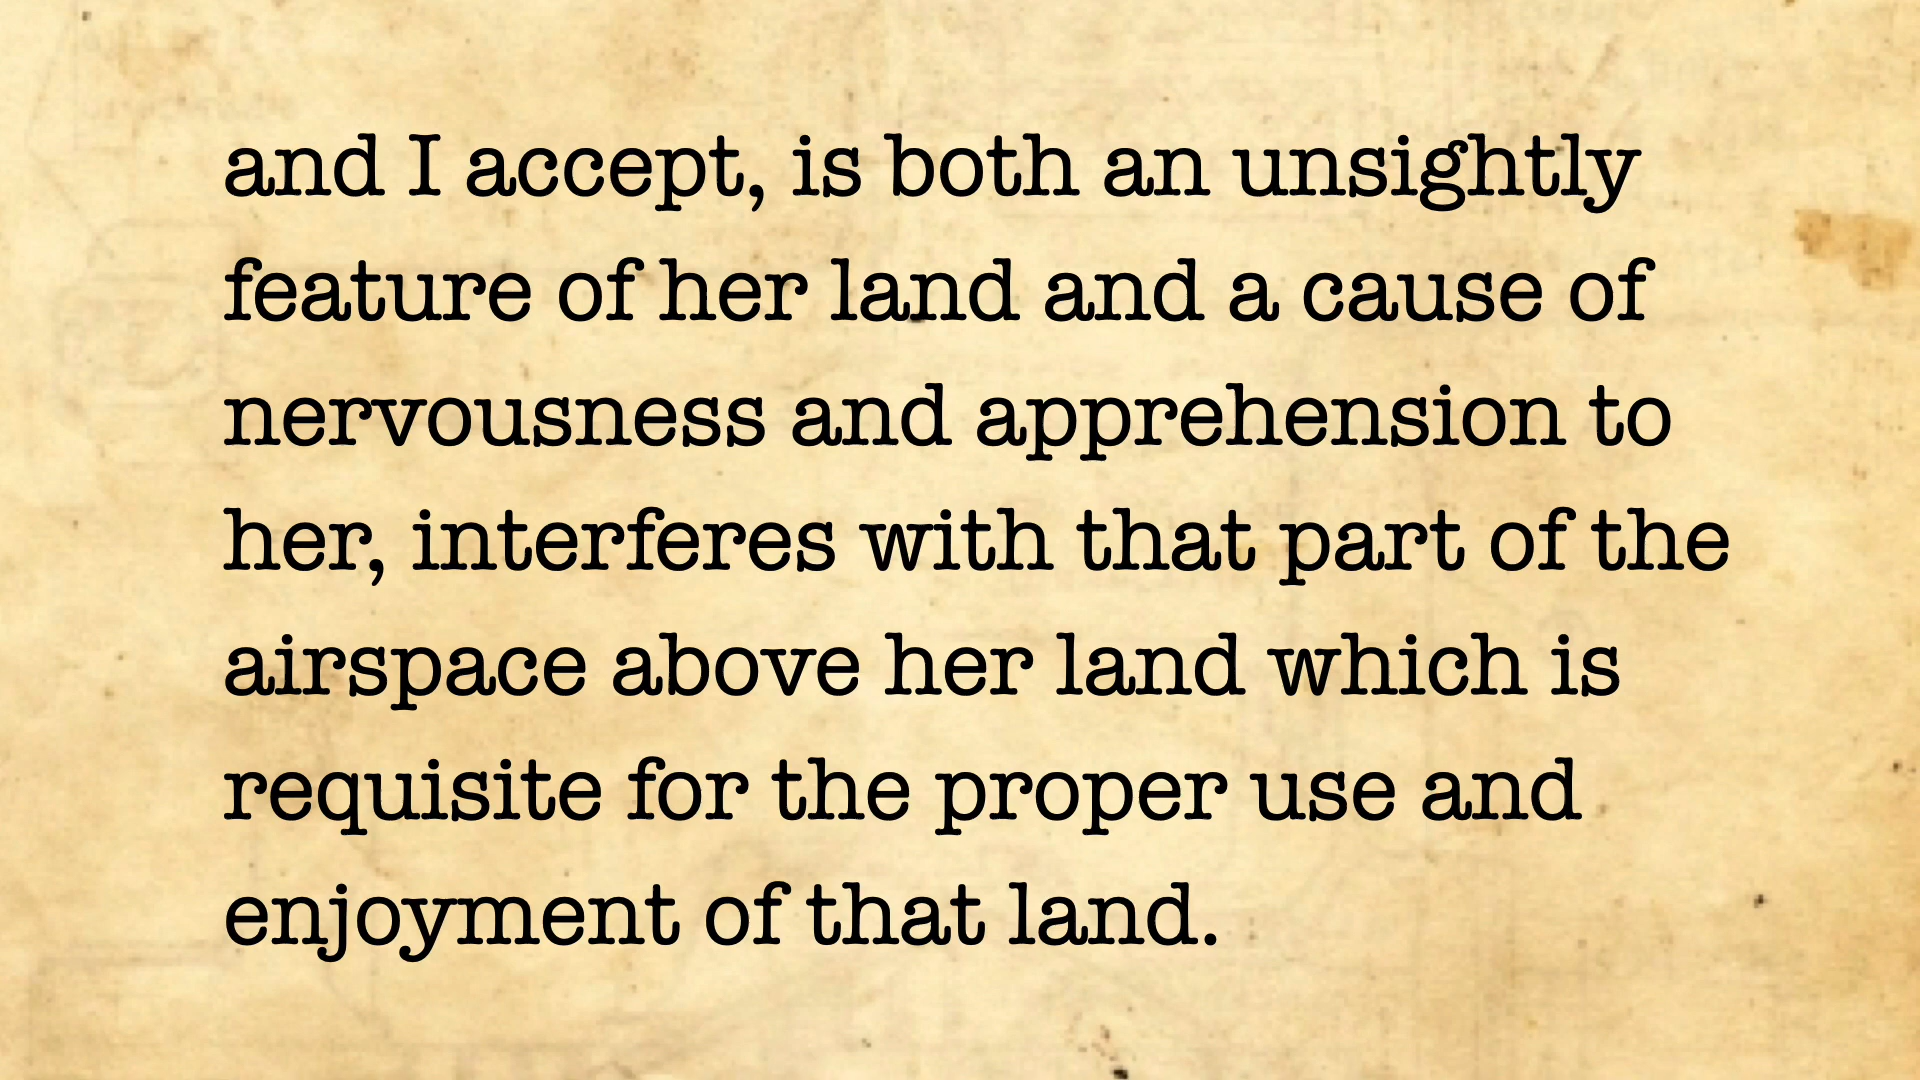 and I accept, is both an unsightly
feature of her land and a cause of
nervousness and apprehension to
her, interferes with that part of the
airspace above her land which is
requisite for the proper use and
enjoyment of that land.